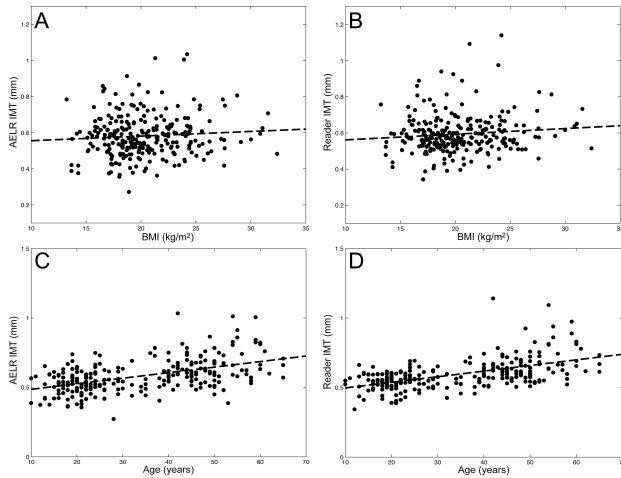 A
1.2
1
0.8
0.6
0.4
0.2
AELR IMT (mm)
10 15 20 25 30 35
BMI (kg/m²)
B
1.2
1
0.8
0.6
0.4
0.2
Reader IMT (mm)
10 15 20 25 30 35
BMI (kg/m²)
C
1.5
1
0.5
0
AELR IMT (mm)
10 20 30 40 50 60 70
Age (years)
D
1.5
1
0.5
0
Reader IMT (mm)
10 20 30 40 50 60 70
Age (years)